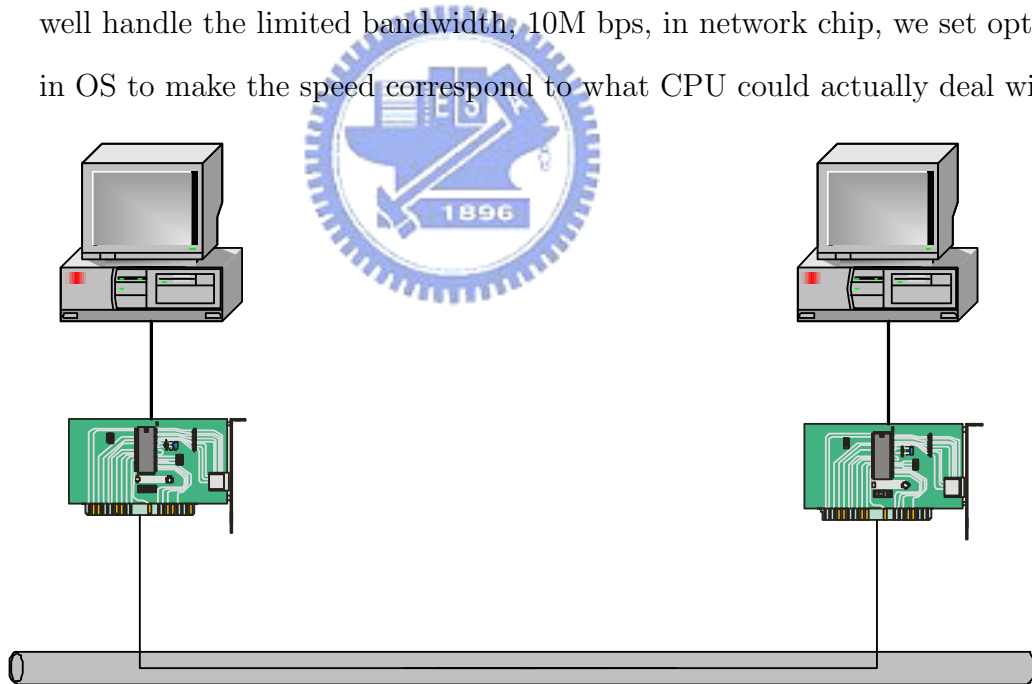 well handle the limited bandwidth, 10M bps, in network chip, we set opt
in OS to make the speed correspond to what CPU could actually deal wi
E S
1896